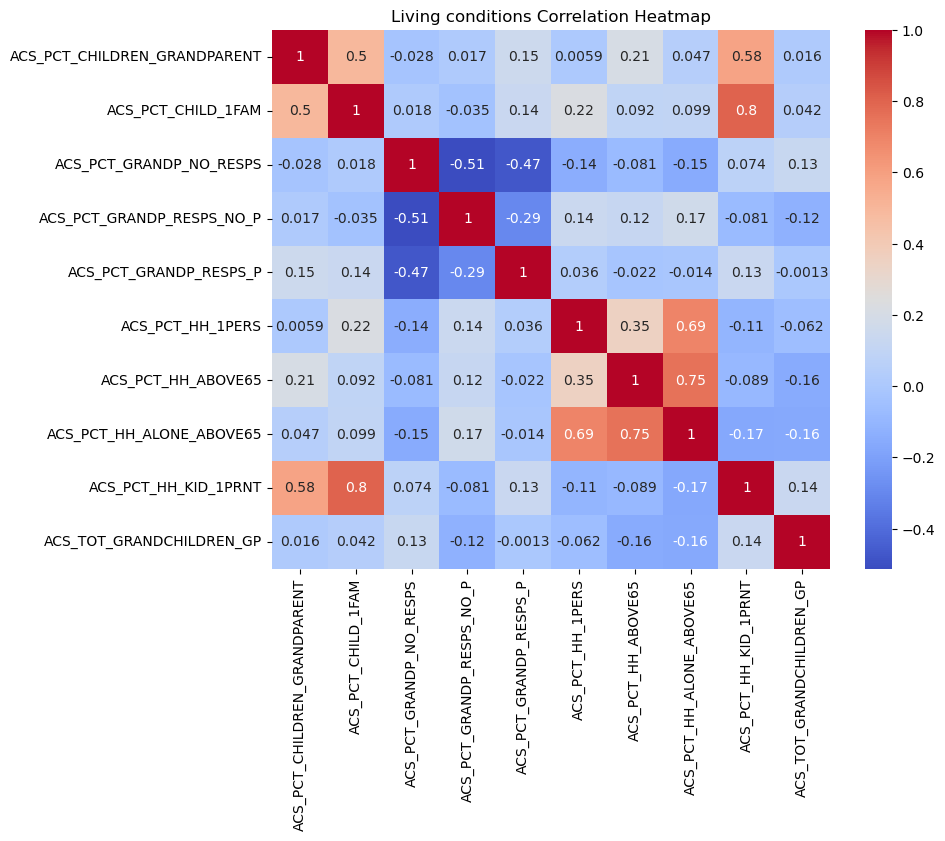 Living conditions Correlation Heatmap
ACS_PCT_CHILDREN_GRANDPARENT 1 0.5 -0.028 0.017 0.15 0.0059 0.21 0.047 0.58 0.016
ACS_PCT_CHILD_1FAM 0.5 1 0.018 -0.035 0.14 0.22 0.092 0.099 0.8 0.042
ACS_PCT_GRANDP_NO_RESPS -0.028 0.018 1 -0.51 -0.47 -0.14 -0.081 -0.15 0.074 0.13
ACS_PCT_GRANDP_RESPS_NO_P 0.017 -0.035 -0.51 1 -0.29 0.14 0.12 0.17 -0.081 -0.12
ACS_PCT_GRANDP_RESPS_P 0.15 0.14 -0.47 -0.29 1 0.036 -0.022 -0.014 0.13 -0.0013
ACS_PCT_HH_1PERS 0.0059 0.22 -0.14 0.14 0.036 1 0.35 0.69 -0.11 -0.062
ACS_PCT_HH_ABOVE65 0.21 0.092 -0.081 0.12 -0.022 0.35 1 0.75 -0.089 -0.16
ACS_PCT_HH_ALONE_ABOVE65 0.047 0.099 -0.15 0.17 -0.014 0.69 0.75 1 -0.17 -0.16
ACS_PCT_HH_KID_1PRNT 0.58 0.8 0.074 -0.081 0.13 -0.11 -0.089 -0.17 1 0.14
ACS_TOT_GRANDCHILDREN_GP 0.016 0.042 0.13 -0.12 -0.0013 -0.062 -0.16 -0.16 0.14 1
ACS_PCT_CHILDREN_GRANDPARENT
ACS_PCT_CHILD_1FAM
ACS_PCT_GRANDP_NO_RESPS
ACS_PCT_GRANDP_RESPS_NO_P
ACS_PCT_GRANDP_RESPS_P
ACS_PCT_HH_1PERS
ACS_PCT_HH_ABOVE65
ACS_PCT_HH_ALONE_ABOVE65
ACS_PCT_HH_KID_1PRNT
ACS_TOT_GRANDCHILDREN_GP
1.0
0.8
0.6
0.4
0.2
0.0
−0.2
−0.4